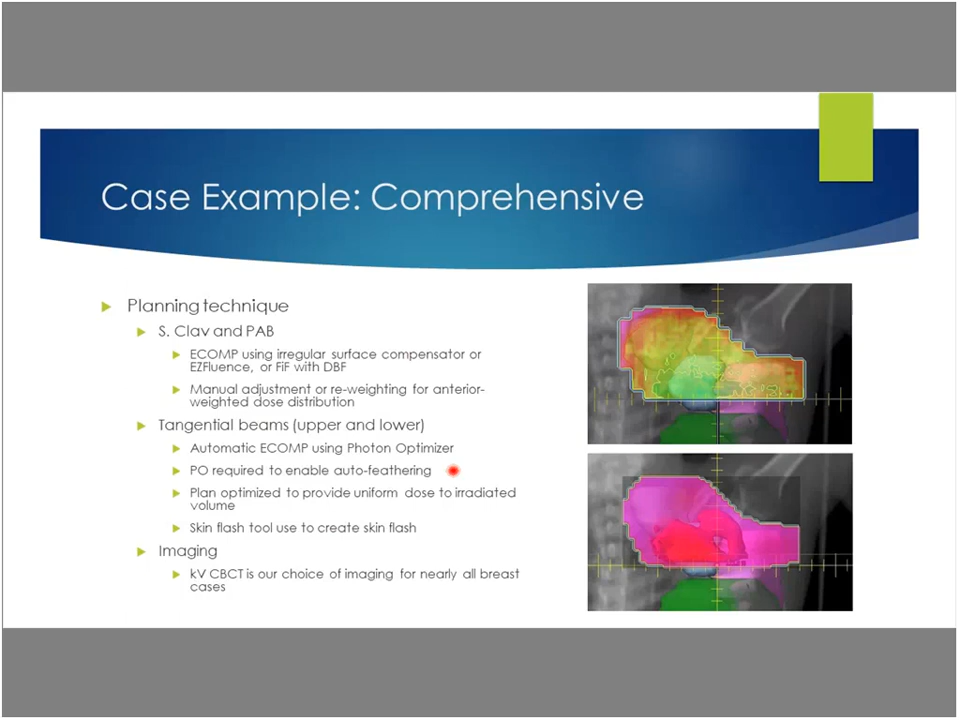 Case Example: Comprehensive
Planning technique
S. Clav and PAB
ECOMP using irregular surface compensator or
EZFluence, or FiF with DBF
Manual adjustment or re-weighting for anterior-
weighted dose distribution
Tangential beams (upper and lower)
Automatic ECOMP using Photon Optimizer
PO required to enable auto-feathering
Plan optimized to provide uniform dose to irradiated
volume
Skin flash tool use to create skin flash
Imaging
kV CBCT is our choice of imaging for nearly all breast
cases